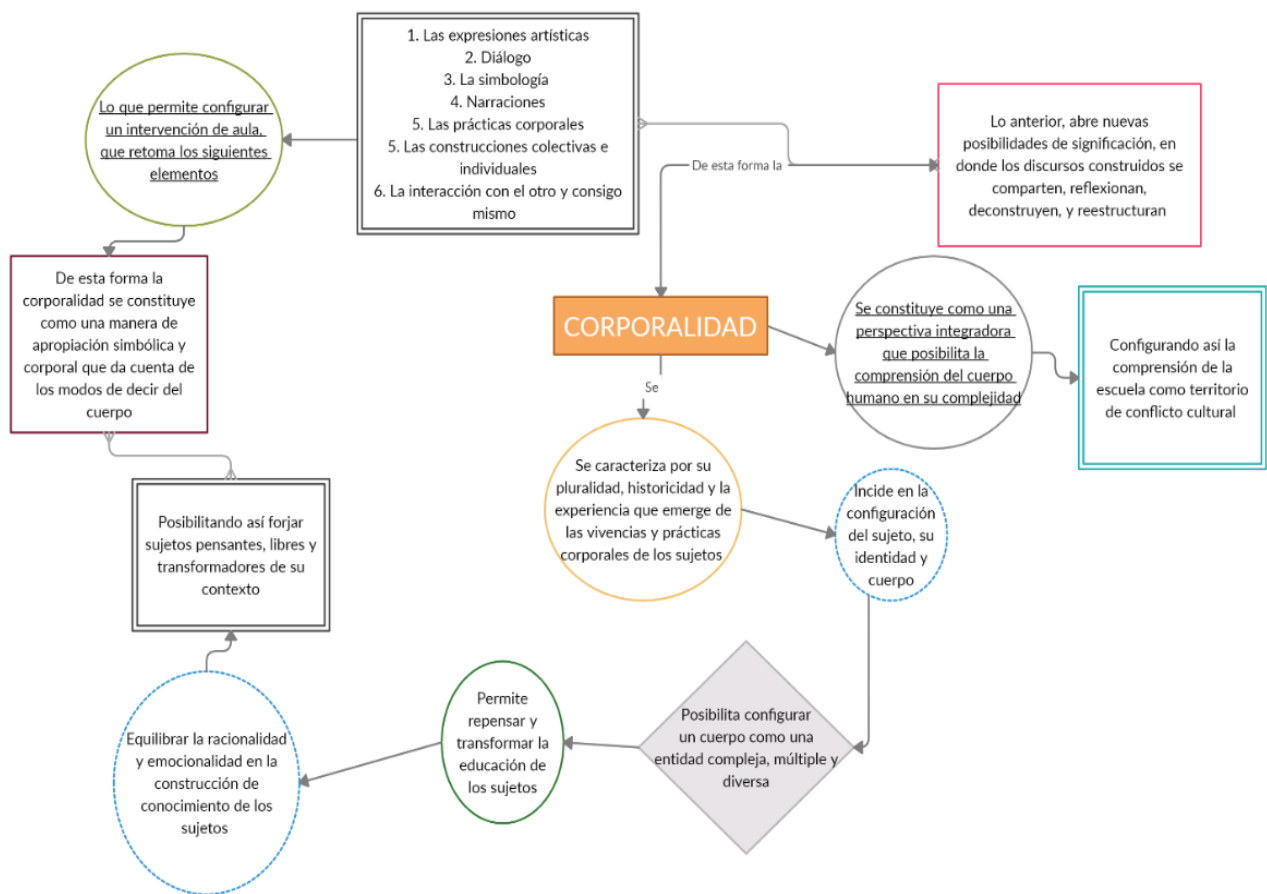 1. Las expresiones artísticas
2. Diálogo
3. La simbología
4. Narraciones
5. Las prácticas corporales
5. Las construcciones colectivas e
individuales
6. La interacción con el otro y consigo
mismo
Lo que permite configurar
un intervención de aula,
que retoma los siguientes
elementos
Lo anterior, abre nuevas
posibilidades de significación, en
donde los discursos construidos se
comparten, reflexionan,
deconstruyen, y reestructuran
De esta forma la
De esta forma la
corporalidad se constituye
como una manera de
apropiación simbólica y
corporal que da cuenta de
los modos de decir del
cuerpo
CORPORALIDAD
Se constituye como una
perspectiva integradora
que posibilita la
comprensión del cuerpo
humano en su complejidad
Configurando así la
comprensión de la
escuela como territorio
de conflicto cultural
Se
Se caracteriza por su
pluralidad, historicidad y la
experiencia que emerge de
las vivencias y prácticas
corporales de los sujetos
Incide en la
configuración
del sujeto, su
identidad y
cuerpo
Posibilitando así forjar
sujetos pensantes, libres y
transformadores de su
contexto
Posibilita configurar
un cuerpo como una
entidad compleja, múltiple y
diversa
Permite
repensar y
transformar la
educación de
los sujetos
Equilibrar la racionalidad
y emocionalidad en la
construcción de
conocimiento de los
sujetos